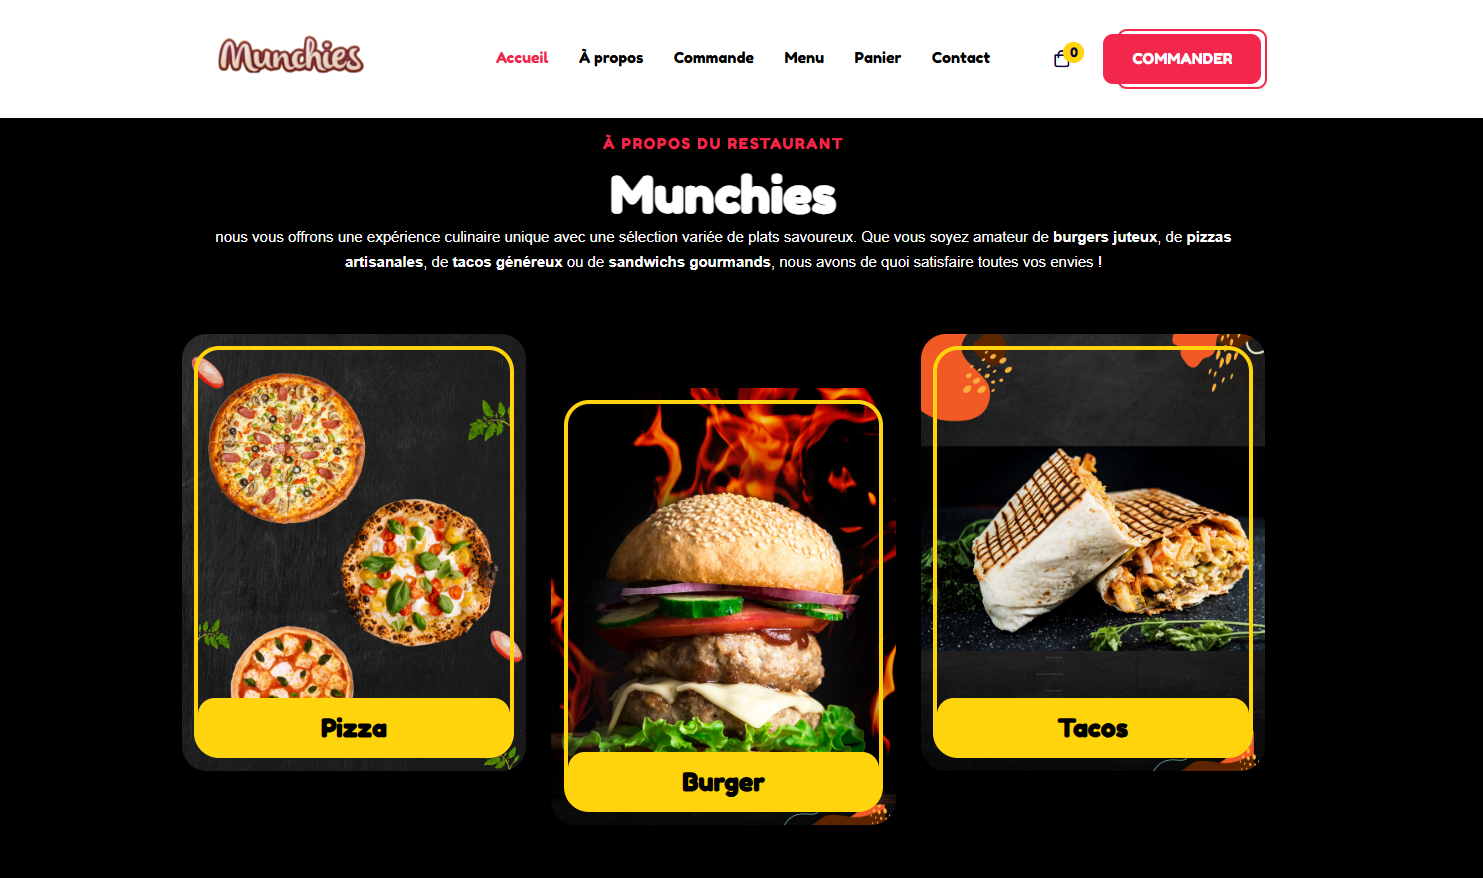 Munchies
Accueil À propos Commande Menu Panier Contact 0 COMMANDER
À PROPOS DU RESTAURANT
Munchies
nous vous offrons une expérience culinaire unique avec une sélection variée de plats savoureux. Que vous soyez amateur de burgers juteux, de pizzas
artisanales, de tacos généreux ou de sandwichs gourmands, nous avons de quoi satisfaire toutes vos envies !
Pizza
Burger
Tacos